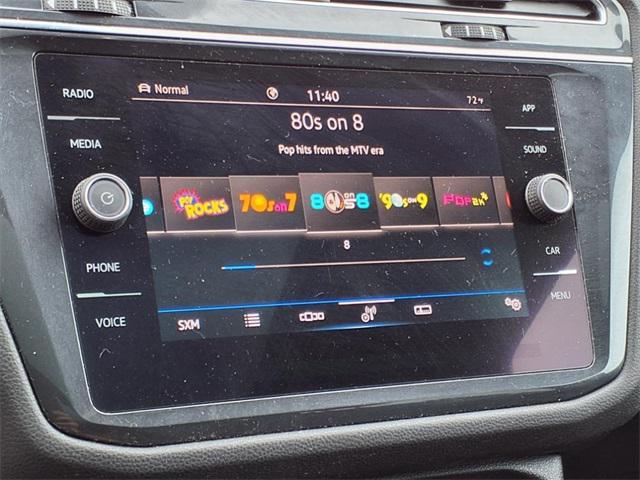 RADIO
MEDIA
PHONE
VOICE
Normal
11:40
72°F
80s on 8
Pop hits from the MTV era
POP ROCKS
70s on 7
80s on 8
90s on 9
POP2K
8
SXM
APP
SOUND
CAR
MENU